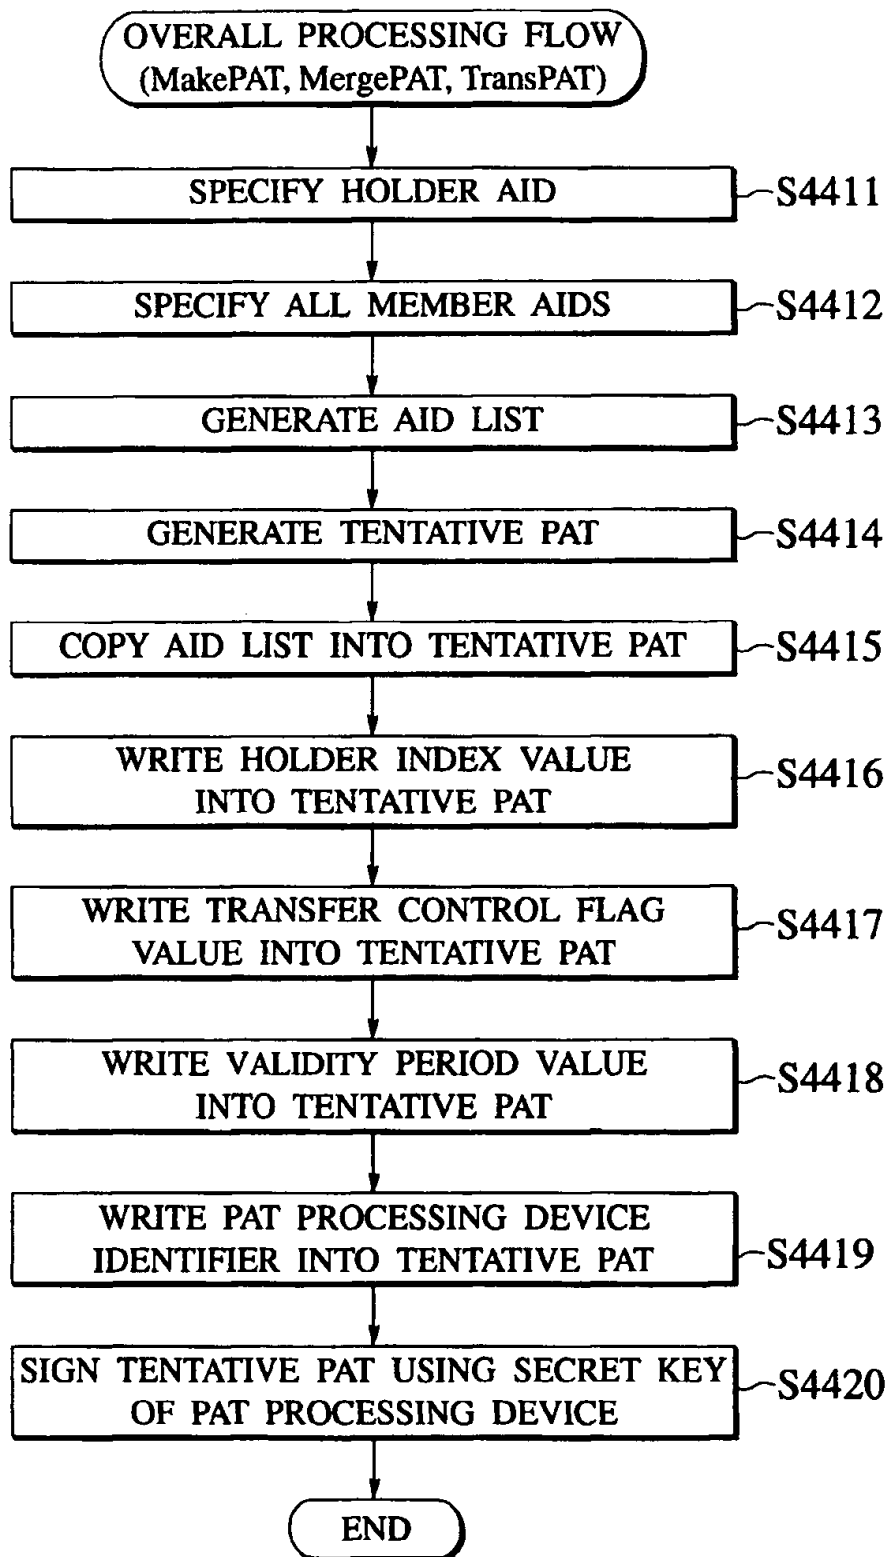 OVERALL PROCESSING FLOW
(MakePAT, MergePAT, TransPAT)
SPECIFY HOLDER AID
S4411
SPECIFY ALL MEMBER AIDS
S4412
GENERATE AID LIST
S4413
GENERATE TENTATIVE PAT
S4414
COPY AID LIST INTO TENTATIVE PAT
S4415
WRITE HOLDER INDEX VALUE
INTO TENTATIVE PAT
S4416
WRITE TRANSFER CONTROL FLAG
VALUE INTO TENTATIVE PAT
S4417
WRITE VALIDITY PERIOD VALUE
INTO TENTATIVE PAT
S4418
WRITE PAT PROCESSING DEVICE
IDENTIFIER INTO TENTATIVE PAT
S4419
SIGN TENTATIVE PAT USING SECRET KEY
OF PAT PROCESSING DEVICE
S4420
END